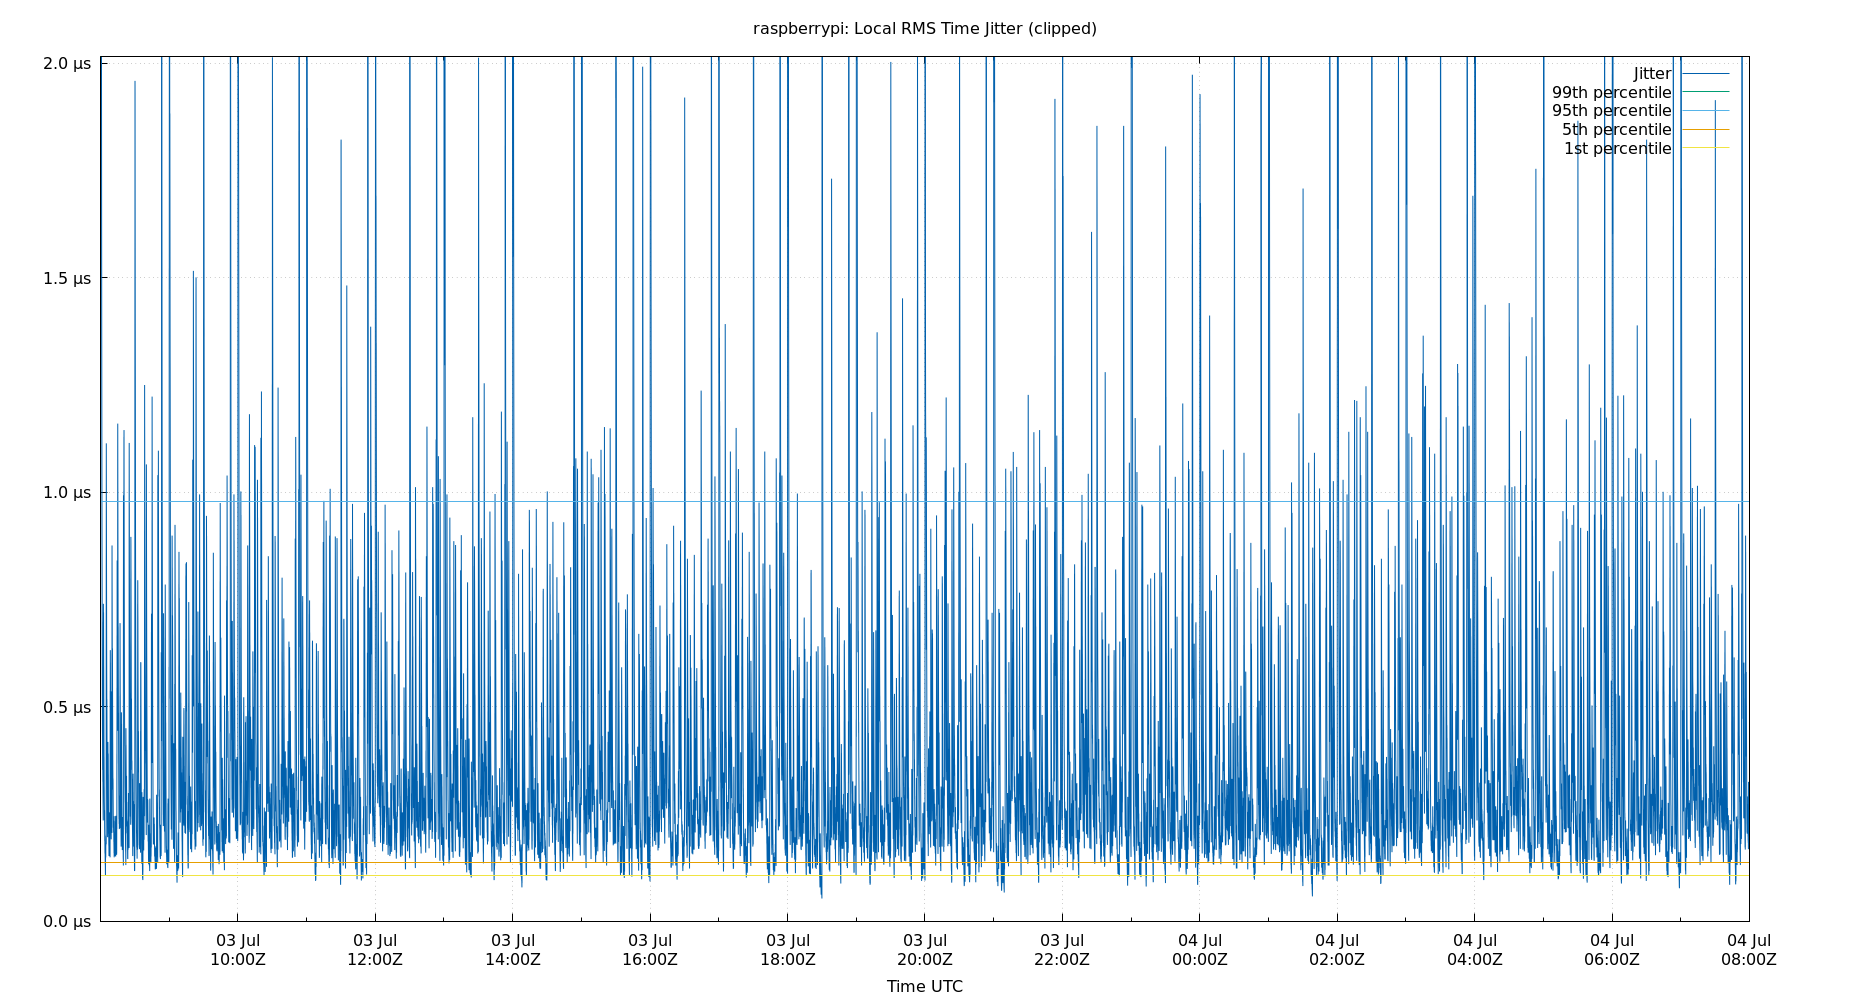 raspberrypi: Local RMS Time Jitter (clipped)
2.0 μs
1.5 μs
1.0 μs
0.5 μs
0.0 μs
Jitter
99th percentile
95th percentile
5th percentile
1st percentile
03 Jul 03 Jul 03 Jul 03 Jul 03 Jul 03 Jul 03 Jul 04 Jul 04 Jul 04 Jul 04 Jul 04 Jul
10:00Z 12:00Z 14:00Z 16:00Z 18:00Z 20:00Z 22:00Z 00:00Z 02:00Z 04:00Z 06:00Z 08:00Z
Time UTC